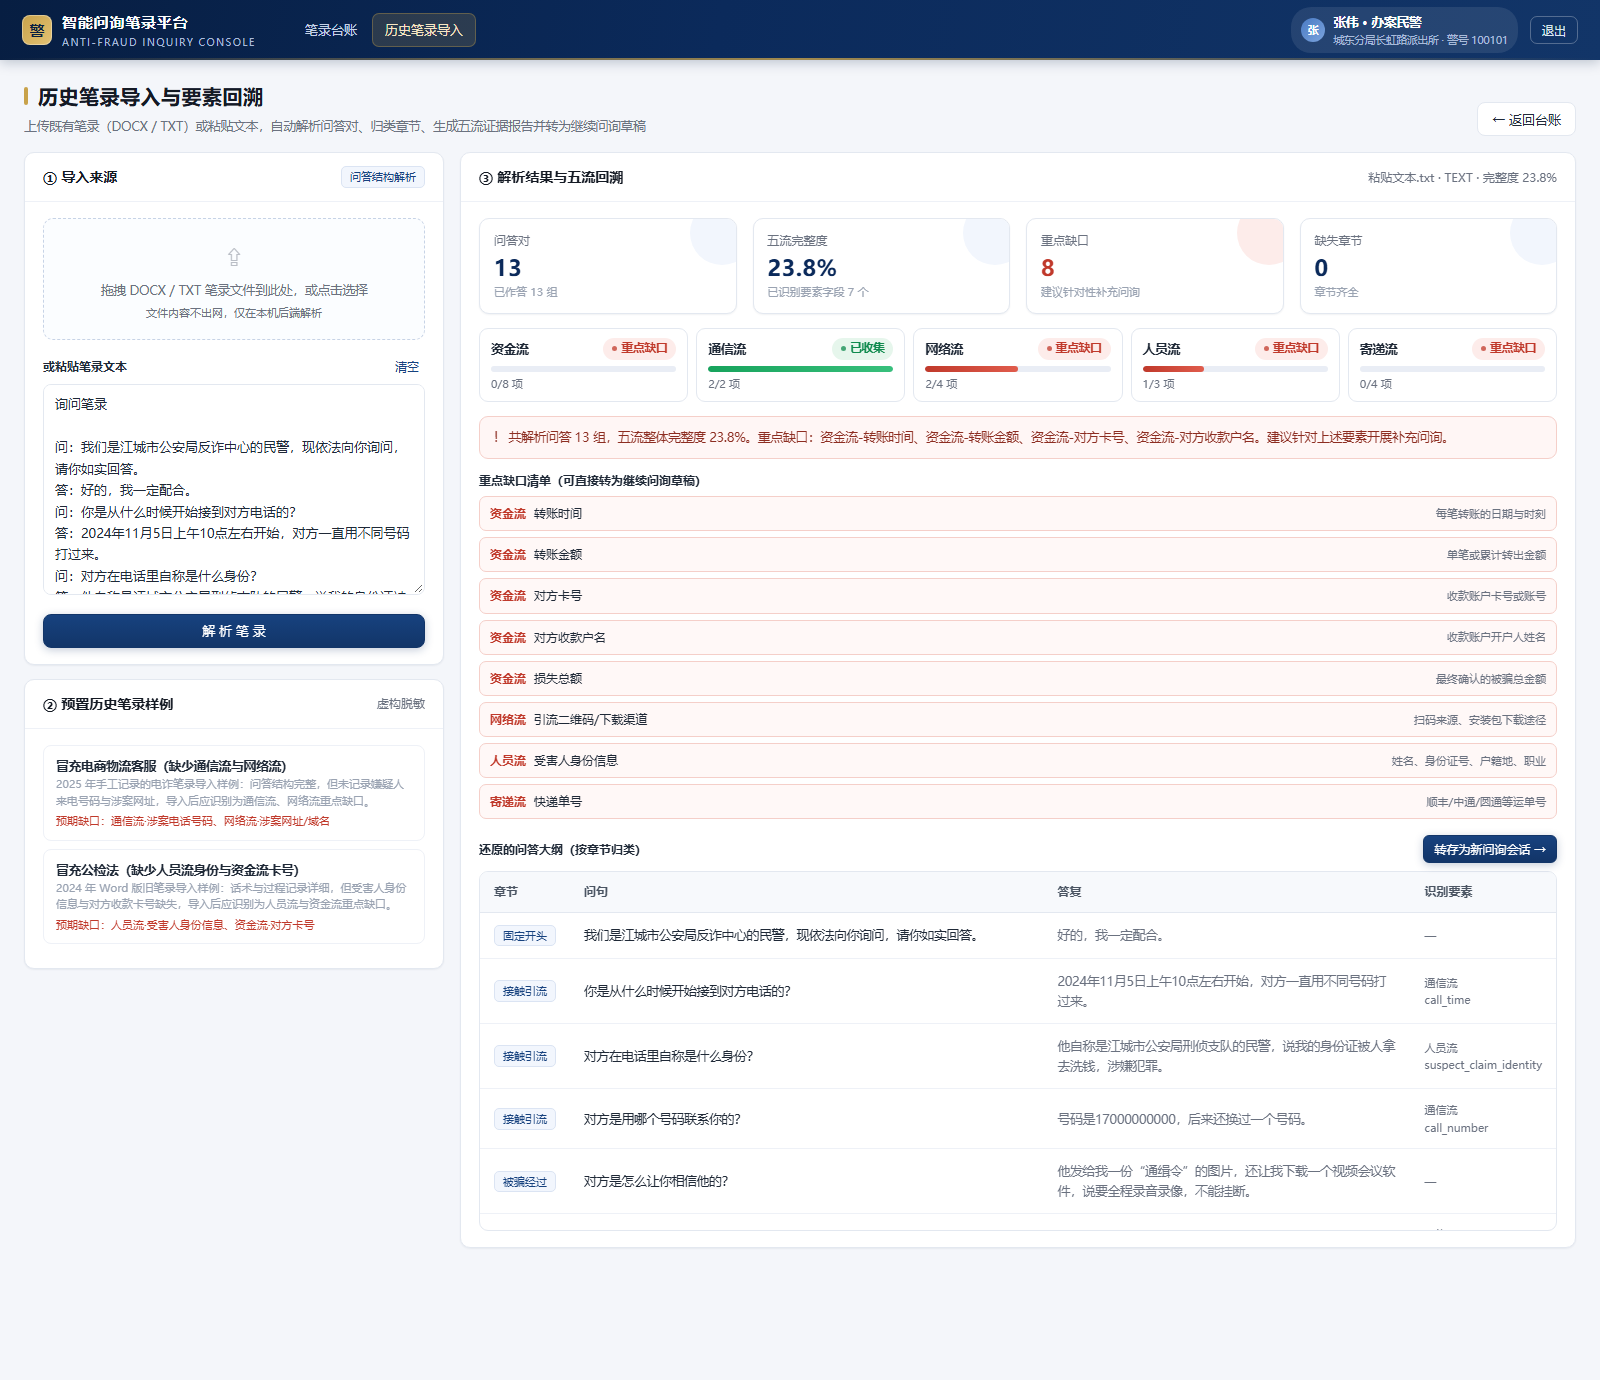 警
智能问询笔录平台
ANTI-FRAUD INQUIRY CONSOLE
笔录台账
历史笔录导入
张
张伟 • 办案民警
城东分局长虹路派出所 · 警号 100101
退出
历史笔录导入与要素回溯
上传既有笔录（DOCX / TXT）或粘贴文本，自动解析问答对、归类章节、生成五流证据报告并转为继续问询草稿
← 返回台账
① 导入来源
问答结构解析
拖拽 DOCX / TXT 笔录文件到此处，或点击选择
文件内容不出网，仅在本机后端解析
或粘贴笔录文本
清空
询问笔录
问：我们是江城市公安局反诈中心的民警，现依法向你询问，
请你如实回答。
答：好的，我一定配合。
问：你是从什么时候开始接到对方电话的？
答：2024年11月5日上午10点左右开始，对方一直用不同号码
打过来。
问：对方在电话里自称是什么身份？
解析笔录
② 预置历史笔录样例
虚构脱敏
冒充电商物流客服（缺少通信流与网络流）
2025 年手工记录的电诈笔录导入样例：问答结构完整，但未记录嫌疑人
来电号码与涉案网址，导入后应识别为通信流、网络流重点缺口。
预期缺口：通信流·涉案电话号码、网络流·涉案网址/域名
冒充公检法（缺少人员流身份与资金流卡号）
2024 年 Word 版旧笔录导入样例：话术与过程记录详细，但受害人身份
信息与对方收款卡号缺失，导入后应识别为人员流与资金流重点缺口。
预期缺口：人员流·受害人身份信息、资金流·对方卡号
③ 解析结果与五流回溯
粘贴文本.txt · TEXT · 完整度 23.8%
问答对
13
已作答 13 组
五流完整度
23.8%
已识别要素字段 7 个
重点缺口
8
建议针对性补充问询
缺失章节
0
章节齐全
资金流
重点缺口
0/8 项
通信流
已收集
2/2 项
网络流
重点缺口
2/4 项
人员流
重点缺口
1/3 项
寄递流
重点缺口
0/4 项
！ 共解析问答 13 组，五流整体完整度 23.8%。重点缺口：资金流-转账时间、资金流-转账金额、资金流-对方卡号、资金流-对方收款户名。建议针对上述要素开展补充问询。
重点缺口清单（可直接转为继续问询草稿）
资金流 转账时间
每笔转账的日期与时刻
资金流 转账金额
单笔或累计转出金额
资金流 对方卡号
收款账户卡号或账号
资金流 对方收款户名
收款账户开户人姓名
资金流 损失总额
最终确认的被骗总金额
网络流 引流二维码/下载渠道
扫码来源、安装包下载途径
人员流 受害人身份信息
姓名、身份证号、户籍地、职业
寄递流 快递单号
顺丰/中通/圆通等运单号
还原的问答大纲（按章节归类）
转存为新问询会话 →
章节 问句 答复 识别要素
固定开头 我们是江城市公安局反诈中心的民警，现依法向你询问，请你如实回答。 好的，我一定配合。 —
接触引流 你是从什么时候开始接到对方电话的？
2024年11月5日上午10点左右开始，对方一直用不同号码打
过来。
通信流
call_time
接触引流 对方在电话里自称是什么身份？
他自称是江城市公安局刑侦支队的民警，说我的身份证被人拿
去洗钱，涉嫌犯罪。
人员流
suspect_claim_identity
接触引流 对方是用哪个号码联系你的？
号码是17000000000，后来还换过一个号码。
通信流
call_number
被骗经过 对方是怎么让你相信他的？
他发给我一份“通缉令”的图片，还让我下载一个视频会议软
件，说要全程录音录像，不能挂断。
—